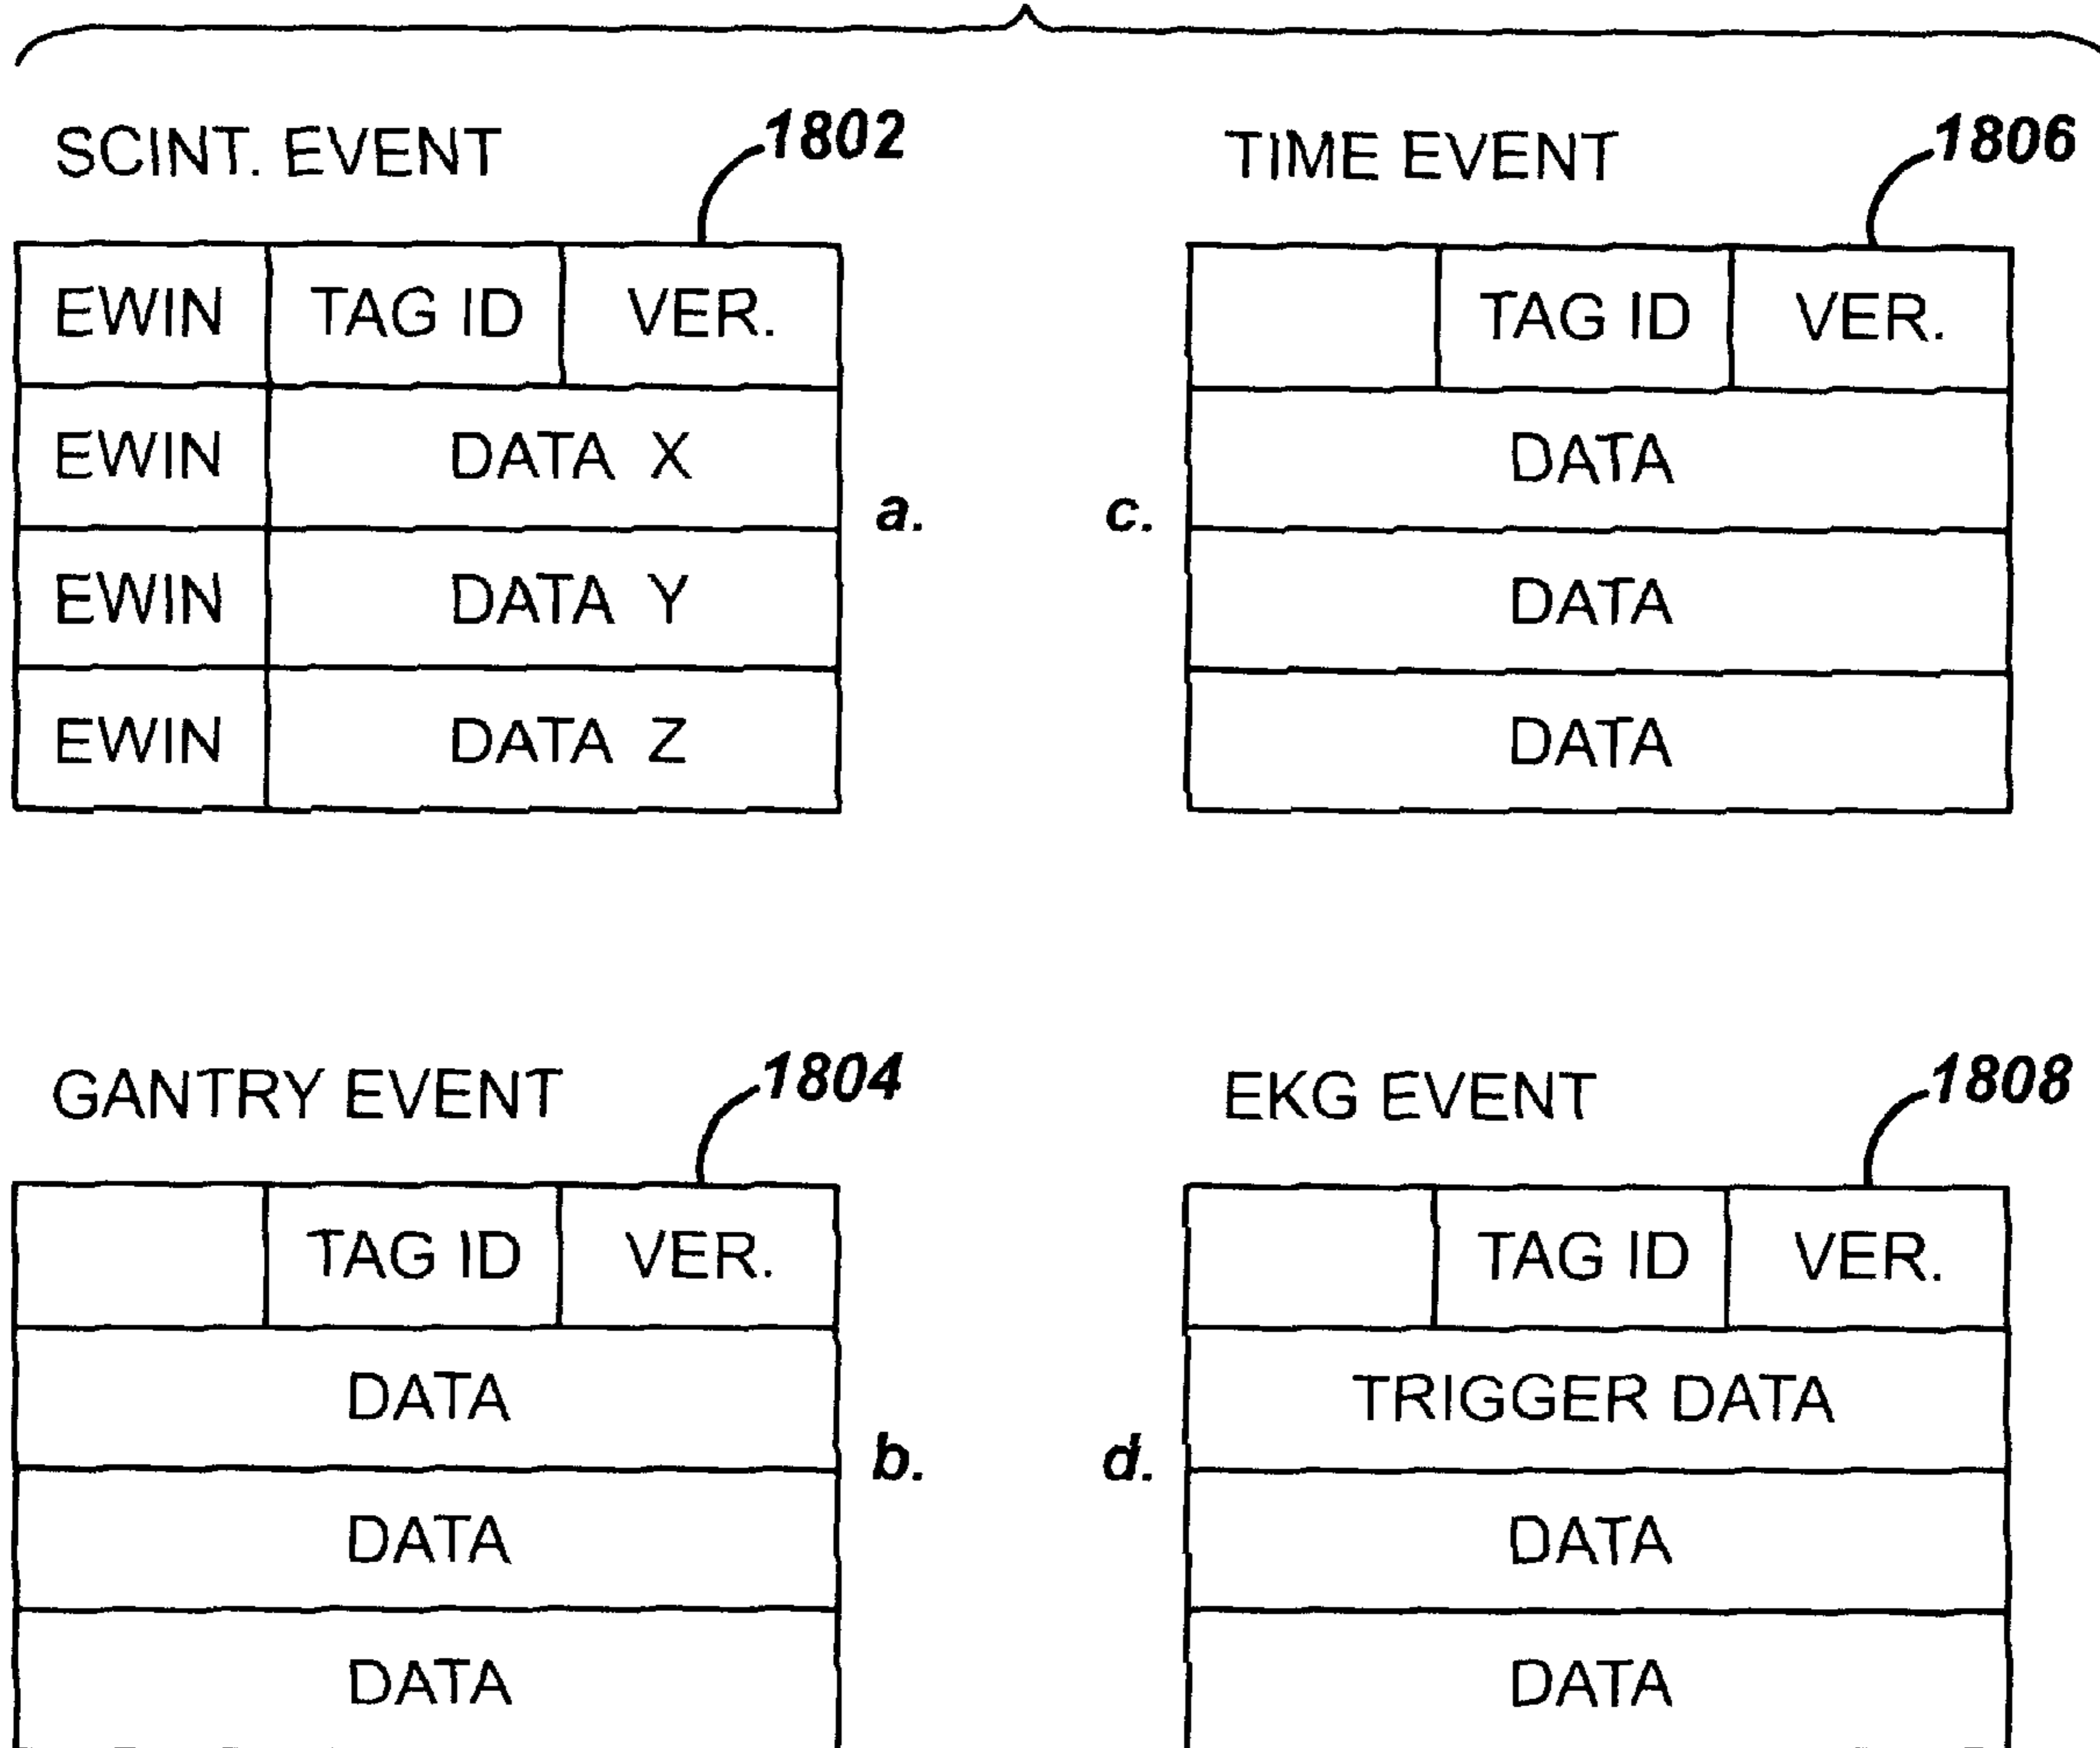 SCINT. EVENT 1802
EWIN TAG ID VER.
EWIN DATA X
EWIN DATA Y
EWIN DATA Z
a.
TIME EVENT 1806
TAG ID VER.
DATA
DATA
DATA
c.
GANTRY EVENT 1804
TAG ID VER.
DATA
DATA
DATA
b.
EKG EVENT 1808
TAG ID VER.
TRIGGER DATA
DATA
DATA
d.